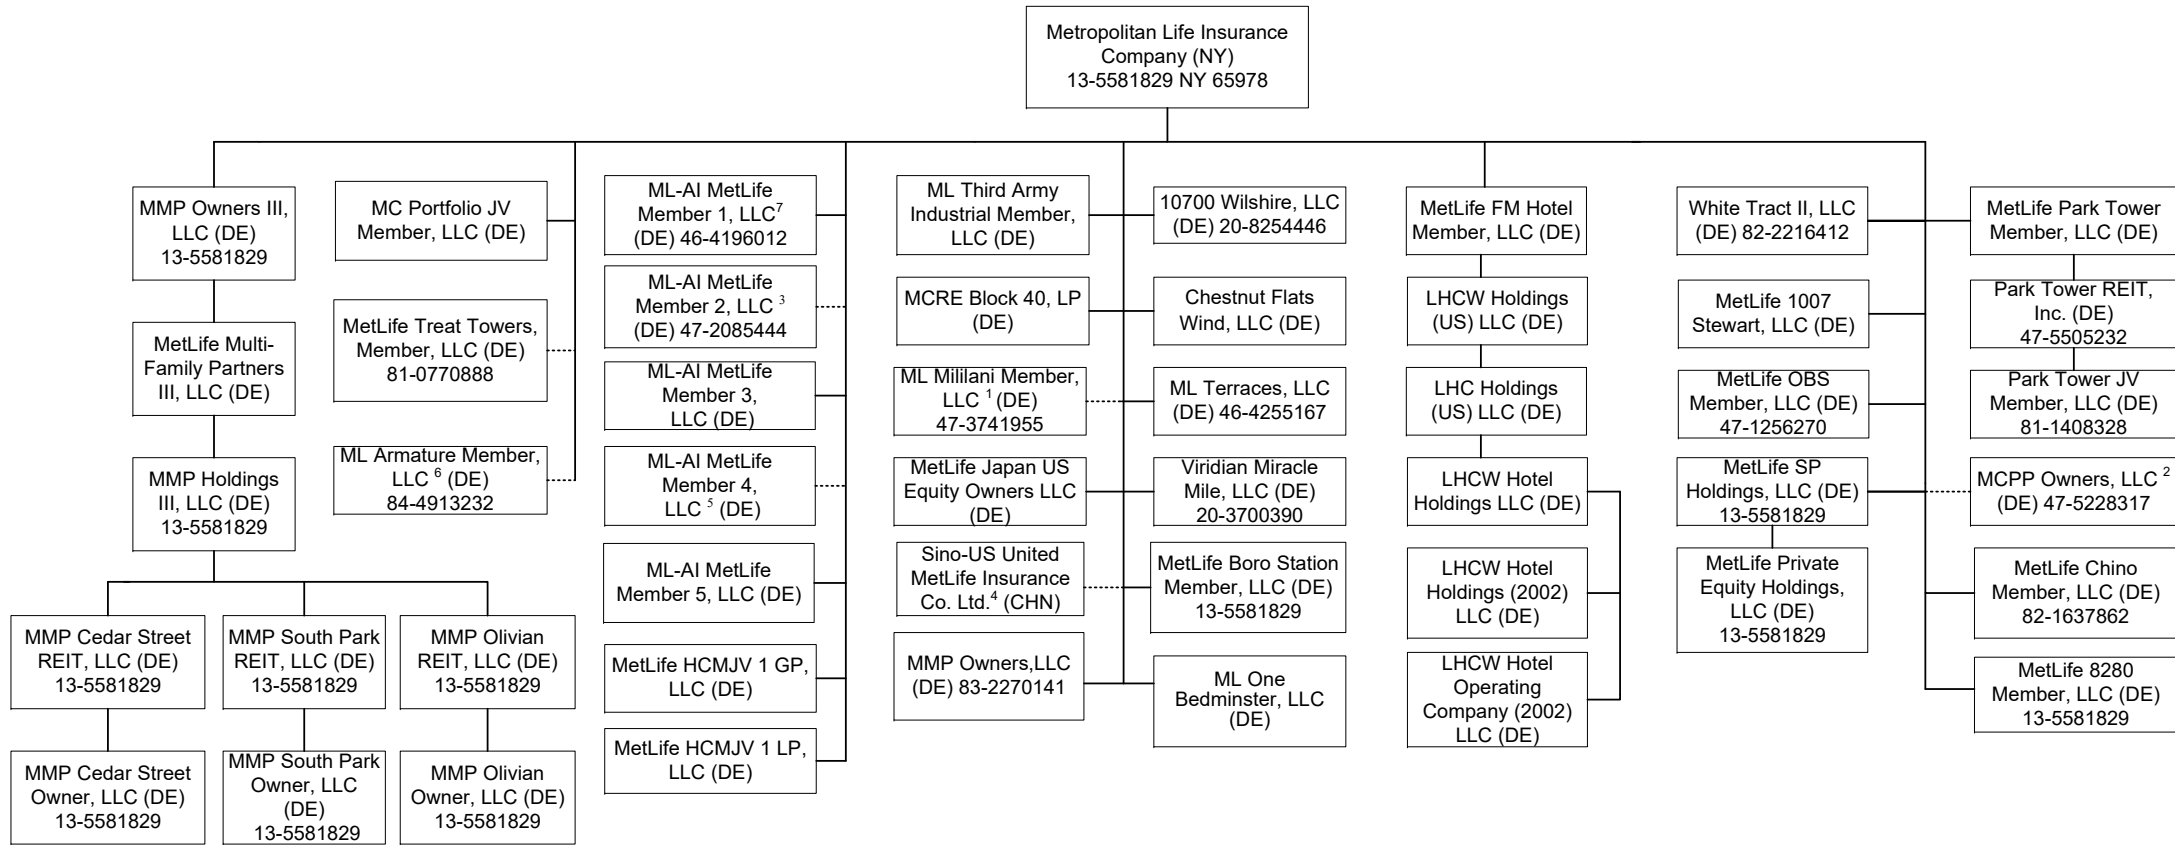 Metropolitan Life Insurance
Company (NY)
13-5581829 NY 65978
MMP Owners III,
LLC (DE)
13-5581829
MetLife Multi-
Family Partners
III, LLC (DE)
MMP Holdings
III, LLC (DE)
13-5581829
MMP Cedar Street
REIT, LLC (DE)
13-5581829
MMP South Park
REIT, LLC (DE)
13-5581829
MMP Olivian
REIT, LLC (DE)
13-5581829
MMP Cedar Street
Owner, LLC (DE)
13-5581829
MMP South Park
Owner, LLC
(DE)
13-5581829
MMP Olivian
Owner, LLC (DE)
13-5581829
MC Portfolio JV
Member, LLC (DE)
MetLife Treat Towers,
Member, LLC (DE)
81-0770888
ML Armature Member,
LLC 6 (DE)
84-4913232
ML-AI MetLife
Member 1, LLC7
(DE) 46-4196012
ML-AI MetLife
Member 2, LLC 3
(DE) 47-2085444
ML-AI MetLife
Member 3,
LLC (DE)
ML-AI MetLife
Member 4,
LLC 5 (DE)
ML-AI MetLife
Member 5, LLC (DE)
MetLife HCMJV 1 GP,
LLC (DE)
MetLife HCMJV 1 LP,
LLC (DE)
ML Third Army
Industrial Member,
LLC (DE)
MCRE Block 40, LP
(DE)
ML Mililani Member,
LLC 1 (DE)
47-3741955
MetLife Japan US
Equity Owners LLC
(DE)
Sino-US United
MetLife Insurance
Co. Ltd.4 (CHN)
MMP Owners,LLC
(DE) 83-2270141
10700 Wilshire, LLC
(DE) 20-8254446
Chestnut Flats
Wind, LLC (DE)
ML Terraces, LLC
(DE) 46-4255167
Viridian Miracle
Mile, LLC (DE)
20-3700390
MetLife Boro Station
Member, LLC (DE)
13-5581829
ML One
Bedminster, LLC
(DE)
MetLife FM Hotel
Member, LLC (DE)
LHCW Holdings
(US) LLC (DE)
LHC Holdings
(US) LLC (DE)
LHCW Hotel
Holdings LLC (DE)
LHCW Hotel
Holdings (2002)
LLC (DE)
LHCW Hotel
Operating
Company (2002)
LLC (DE)
White Tract II, LLC
(DE) 82-2216412
MetLife 1007
Stewart, LLC (DE)
MetLife OBS
Member, LLC (DE)
47-1256270
MetLife SP
Holdings, LLC (DE)
13-5581829
MetLife Private
Equity Holdings,
LLC (DE)
13-5581829
MetLife Park Tower
Member, LLC (DE)
Park Tower REIT,
Inc. (DE)
47-5505232
Park Tower JV
Member, LLC (DE)
81-1408328
MCPP Owners, LLC 2
(DE) 47-5228317
MetLife Chino
Member, LLC (DE)
82-1637862
MetLife 8280
Member, LLC (DE)
13-5581829